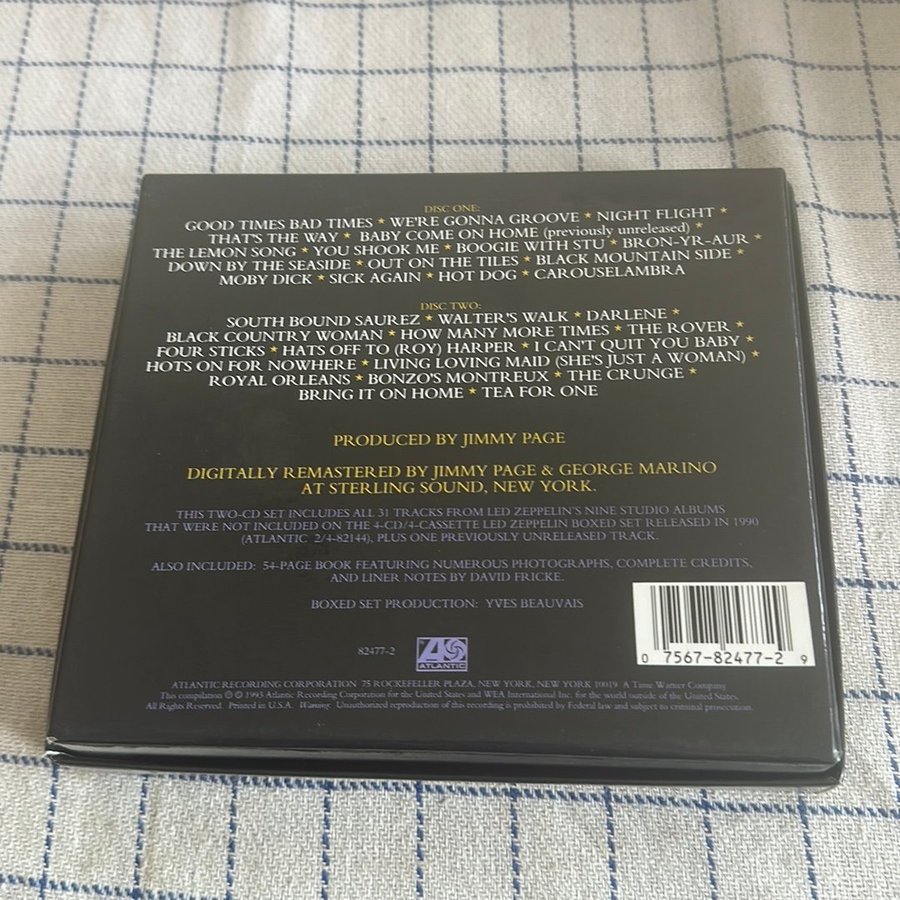 DISC ONE:
GOOD TIMES BAD TIMES ★ WE'RE GONNA GROOVE ★ NIGHT FLIGHT ★
THAT'S THE WAY ★ BABY COME ON HOME (previously unreleased) ★
THE LEMON SONG ★ YOU SHOOK ME ★ BOOGIE WITH STU ★ BRON-YR-AUR ★
DOWN BY THE SEASIDE ★ OUT ON THE TILES ★ BLACK MOUNTAIN SIDE ★
MOBY DICK ★ SICK AGAIN ★ HOT DOG ★ CAROUSELAMBRA
DISC TWO:
SOUTH BOUND SAUREZ ★ WALTER'S WALK ★ DARLENE ★
BLACK COUNTRY WOMAN ★ HOW MANY MORE TIMES ★ THE ROVER ★
FOUR STICKS ★ HATS OFF TO (ROY) HARPER ★ I CAN'T QUIT YOU BABY ★
HOTS ON FOR NOWHERE ★ LIVING LOVING MAID (SHE'S JUST A WOMAN) ★
ROYAL ORLEANS ★ BONZO'S MONTREUX ★ THE CRUNGE ★
BRING IT ON HOME ★ TEA FOR ONE
PRODUCED BY JIMMY PAGE
DIGITALLY REMASTERED BY JIMMY PAGE & GEORGE MARINO
AT STERLING SOUND, NEW YORK.
THIS TWO-CD SET INCLUDES ALL 31 TRACKS FROM LED ZEPPELIN'S NINE STUDIO ALBUMS
THAT WERE NOT INCLUDED ON THE 4-CD/4-CASSETTE LED ZEPPELIN BOXED SET RELEASED IN 1990
(ATLANTIC 2/4-82144), PLUS ONE PREVIOUSLY UNRELEASED TRACK.
ALSO INCLUDED: 54-PAGE BOOK FEATURING NUMEROUS PHOTOGRAPHS, COMPLETE CREDITS,
AND LINER NOTES BY DAVID FRICKE.
BOXED SET PRODUCTION: YVES BEAUVAIS
82477-2
ATLANTIC
0 7567-82477-2 9
ATLANTIC RECORDING CORPORATION 75 ROCKEFELLER PLAZA, NEW YORK, NEW YORK 10019 A Time Warner Company
This compilation ℗ © 1993 Atlantic Recording Corporation for the United States and WEA International Inc. for the world outside of the United States.
All Rights Reserved. Printed in U.S.A. Warning: Unauthorized reproduction of this recording is prohibited by Federal law and subject to criminal prosecution.